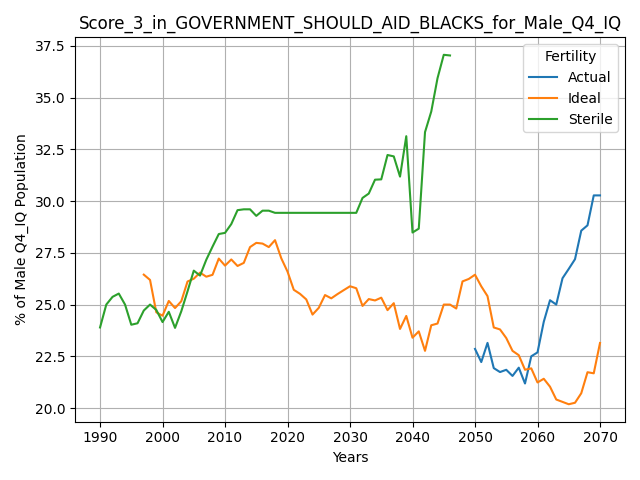 Score_3_in_GOVERNMENT_SHOULD_AID_BLACKS_for_Male_Q4_IQ
Fertility
Actual
Ideal
Sterile
% of Male Q4_IQ Population
37.5
35.0
32.5
30.0
27.5
25.0
22.5
20.0
1990 2000 2010 2020 2030 2040 2050 2060 2070
Years